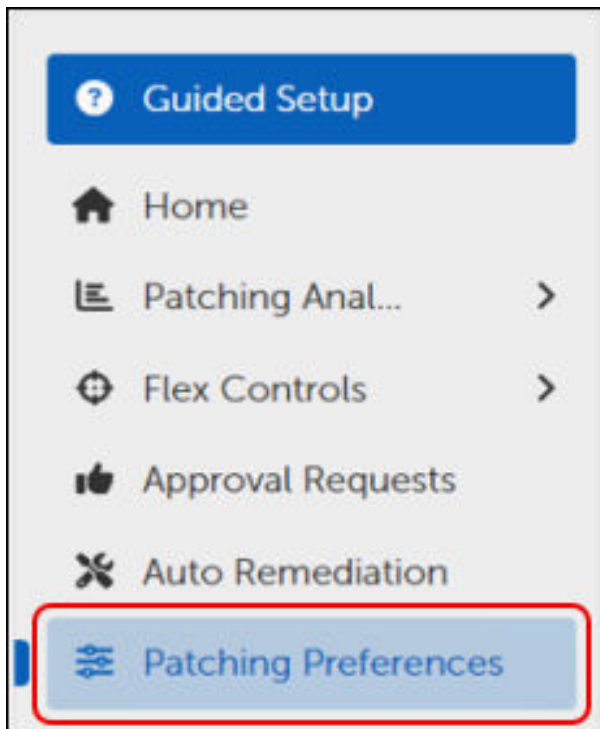 Guided Setup
Home
Patching Anal...
Flex Controls
Approval Requests
Auto Remediation
Patching Preferences